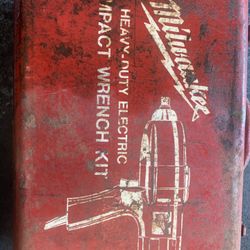 Milwaukee
HEAVY-DUTY ELECTRIC
IMPACT WRENCH KIT